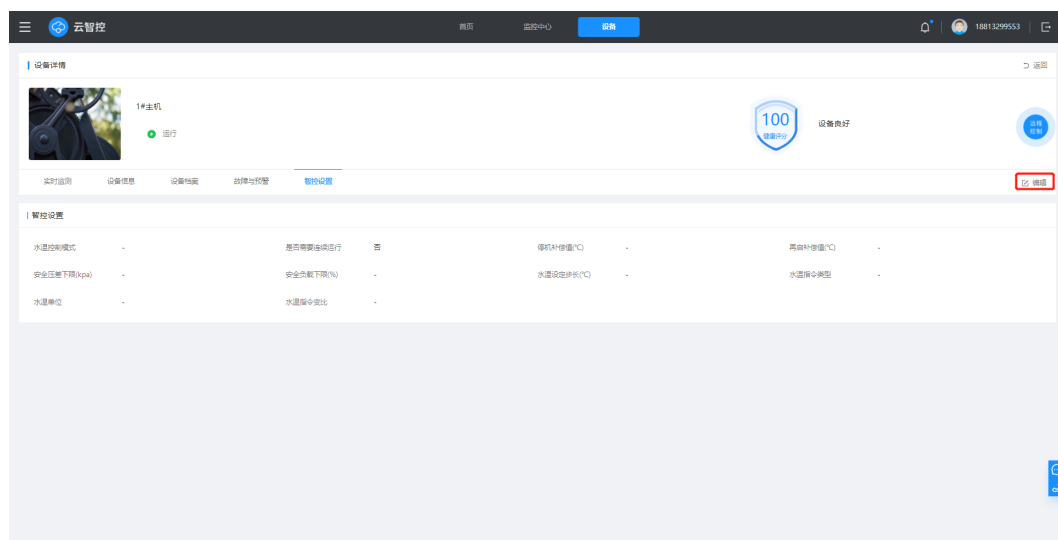 云智控 首页 监控中心 设备 18813299553
设备详情 返回
1#主机
运行
100
健康评分
设备良好
远程
控制
实时监测 设备信息 设备档案 故障与预警 智控设置 编辑
智控设置
水温控制模式 - 是否需要连续运行 否 停机补偿值(℃) - 再启补偿值(℃) -
安全压差下限(kpa) - 安全负载下限(%) - 水温设定步长(℃) - 水温指令类型 -
水温单位 - 水温指令变比 -